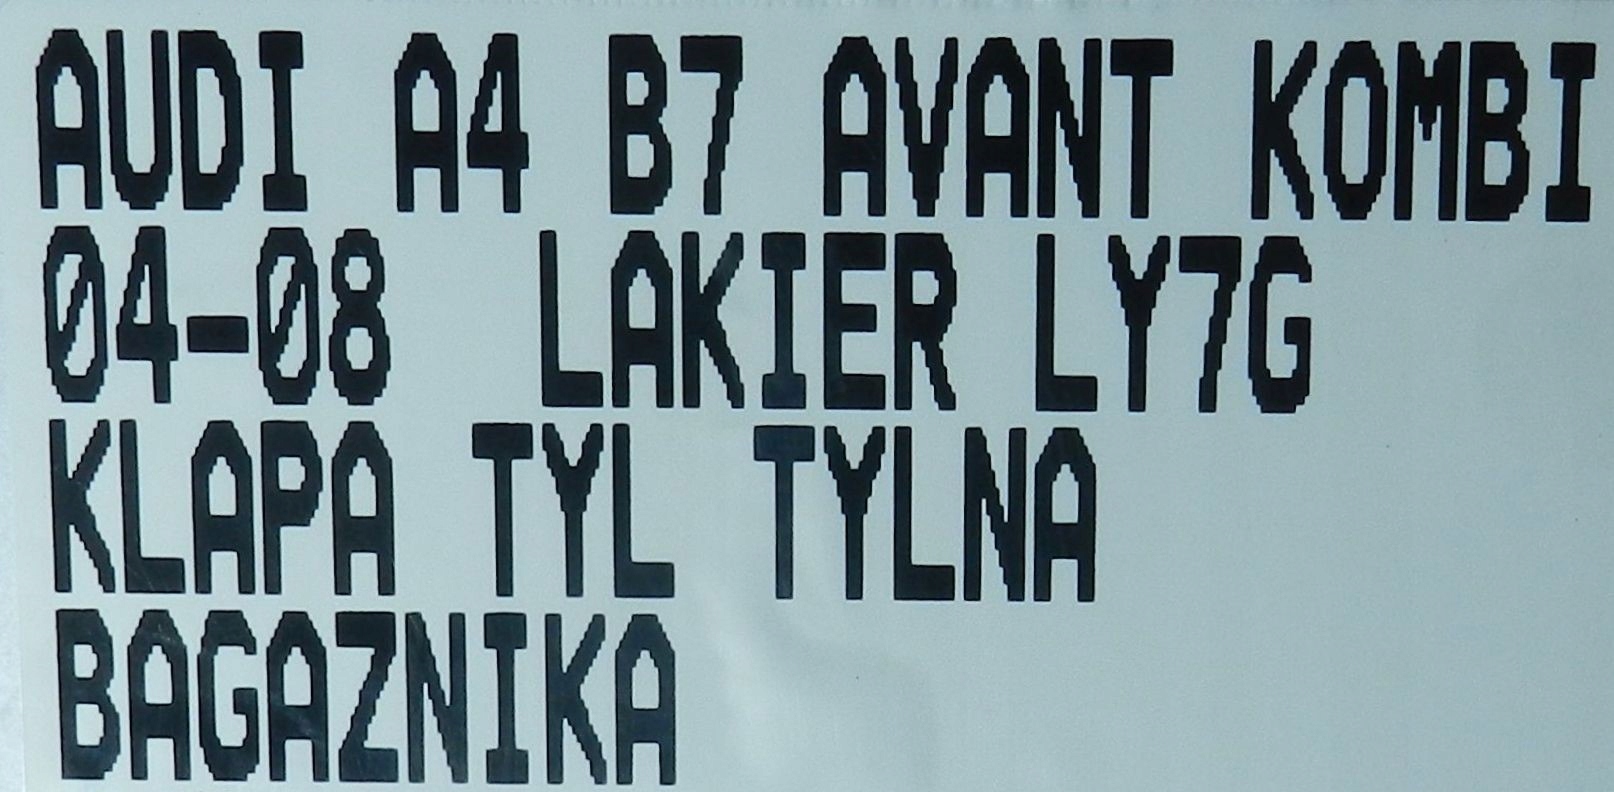 AUDI A4 B7 AVANT KOMBI
04-08 LAKIER LY7G
KLAPA TYL TYLNA
BAGAZNIKA